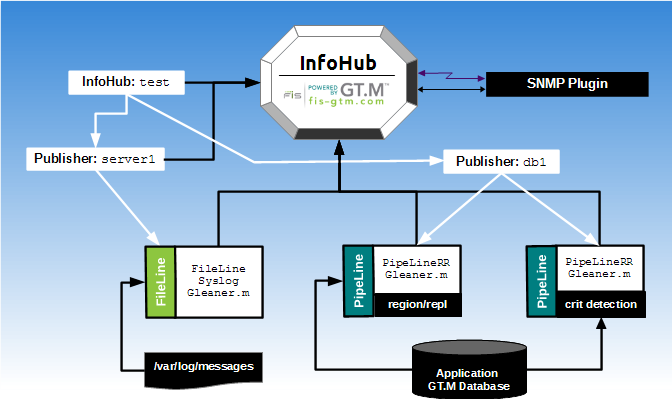 InfoHub
fis POWERED BY GT.M™
fis-gtm.com
InfoHub: test
SNMP Plugin
Publisher: server1
Publisher: db1
FileLine
FileLine
Syslog
Gleaner.m
PipeLine
PipeLineRR
Gleaner.m
region/repl
PipeLine
PipeLineRR
Gleaner.m
crit detection
/var/log/messages
Application
GT.M Database